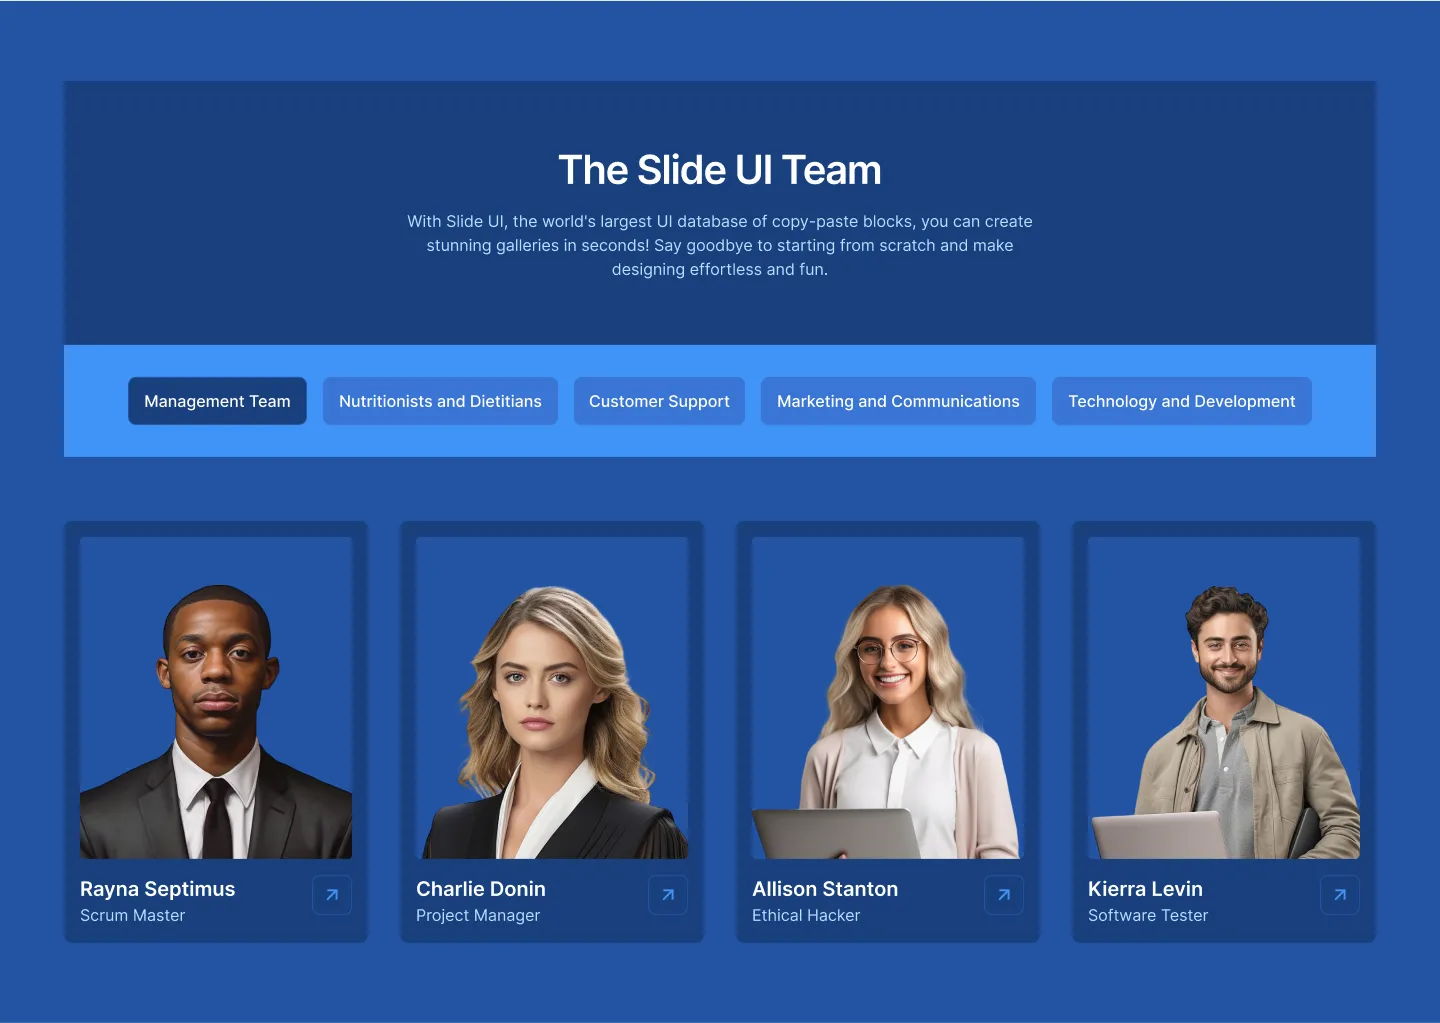 The Slide UI Team
With Slide UI, the world's largest UI database of copy-paste blocks, you can create
stunning galleries in seconds! Say goodbye to starting from scratch and make
designing effortless and fun.
Management Team
Nutritionists and Dietitians
Customer Support
Marketing and Communications
Technology and Development
Rayna Septimus
Scrum Master
Charlie Donin
Project Manager
Allison Stanton
Ethical Hacker
Kierra Levin
Software Tester